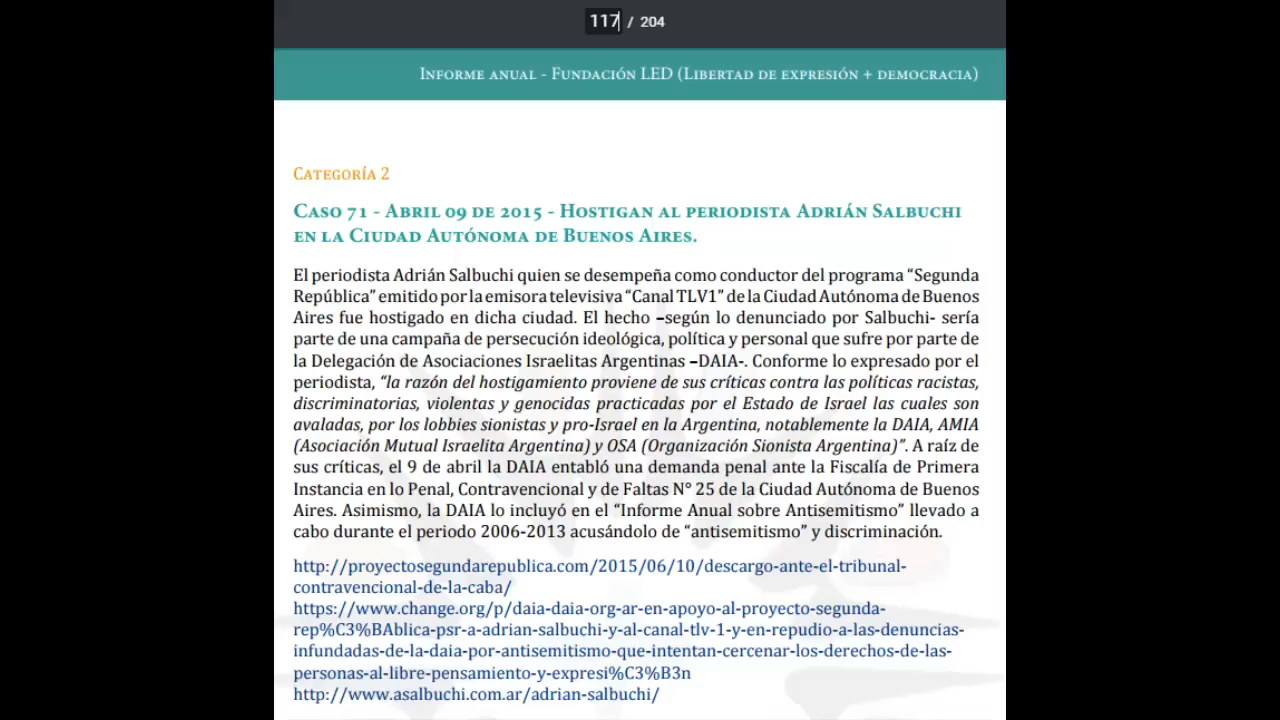 117 / 204
Informe anual - Fundación LED (Libertad de expresión + democracia)
Categoría 2
Caso 71 - Abril 09 de 2015 - Hostigan al periodista Adrián Salbuchi
en la Ciudad Autónoma de Buenos Aires.
El periodista Adrián Salbuchi quien se desempeña como conductor del programa “Segunda
República” emitido por la emisora televisiva “Canal TLV1” de la Ciudad Autónoma de Buenos
Aires fue hostigado en dicha ciudad. El hecho –según lo denunciado por Salbuchi- sería
parte de una campaña de persecución ideológica, política y personal que sufre por parte de
la Delegación de Asociaciones Israelitas Argentinas –DAIA-. Conforme lo expresado por el
periodista, “la razón del hostigamiento proviene de sus críticas contra las políticas racistas,
discriminatorias, violentas y genocidas practicadas por el Estado de Israel las cuales son
avaladas, por los lobbies sionistas y pro-Israel en la Argentina, notablemente la DAIA, AMIA
(Asociación Mutual Israelita Argentina) y OSA (Organización Sionista Argentina)”. A raíz de
sus críticas, el 9 de abril la DAIA entabló una demanda penal ante la Fiscalía de Primera
Instancia en lo Penal, Contravencional y de Faltas N° 25 de la Ciudad Autónoma de Buenos
Aires. Asimismo, la DAIA lo incluyó en el “Informe Anual sobre Antisemitismo” llevado a
cabo durante el periodo 2006-2013 acusándolo de “antisemitismo” y discriminación.
http://proyectosegundarepublica.com/2015/06/10/descargo-ante-el-tribunal-
contravencional-de-la-caba/
https://www.change.org/p/daia-daia-org-ar-en-apoyo-al-proyecto-segunda-
rep%C3%BAblica-psr-a-adrian-salbuchi-y-al-canal-tlv-1-y-en-repudio-a-las-denuncias-
infundadas-de-la-daia-por-antisemitismo-que-intentan-cercenar-los-derechos-de-las-
personas-al-libre-pensamiento-y-expresi%C3%B3n
http://www.asalbuchi.com.ar/adrian-salbuchi/